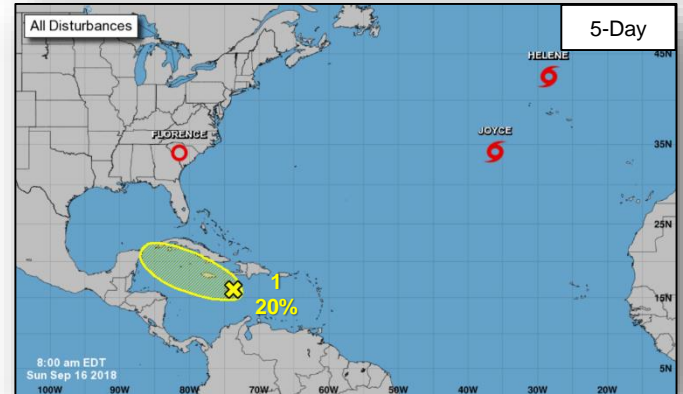 All Disturbances
5-Day
HELENE
45N
FLORENCE
JOYCE
35N
25N
1
20%
15N
8:00 am EDT
Sun Sep 16 2018
5N
100W 90W 80W 70W 60W 50W 40W 30W 20W